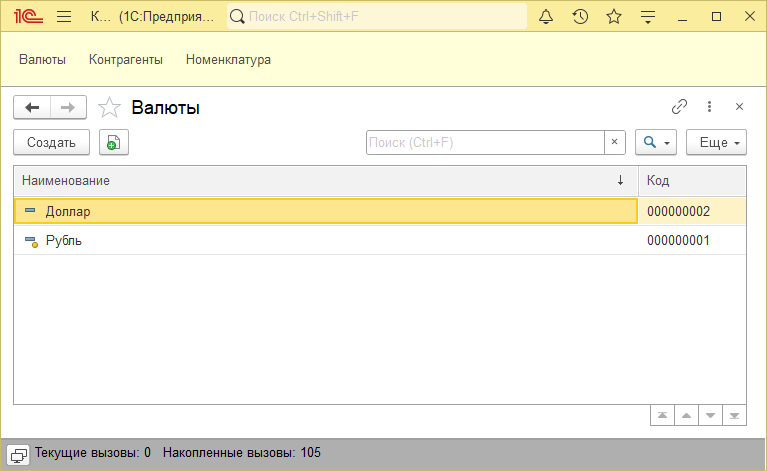 1С К... (1С:Предприя... Поиск Ctrl+Shift+F
Валюты Контрагенты Номенклатура
Валюты
Создать Поиск (Ctrl+F) × Еще
Наименование ↓ Код
Доллар 000000002
Рубль 000000001
Текущие вызовы: 0 Накопленные вызовы: 105